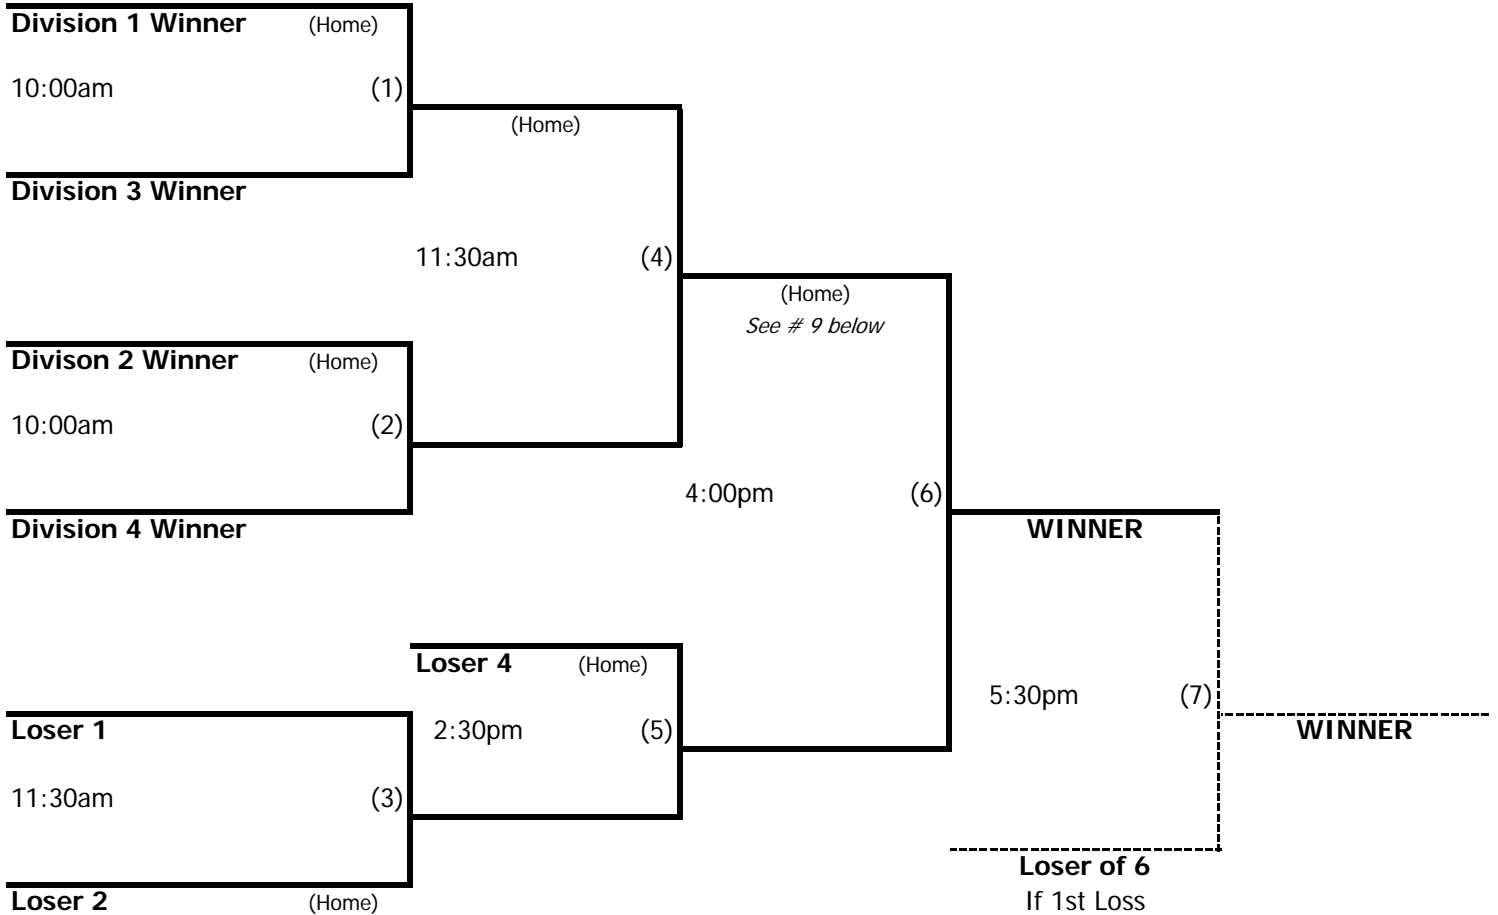 Division 1 Winner (Home)
10:00am (1)
(Home)
Division 3 Winner
11:30am (4)
(Home)
See # 9 below
Divison 2 Winner (Home)
10:00am (2)
4:00pm (6)
Division 4 Winner
WINNER
Loser 4 (Home)
5:30pm (7)
Loser 1
2:30pm (5)
WINNER
11:30am (3)
Loser of 6
If 1st Loss
Loser 2 (Home)